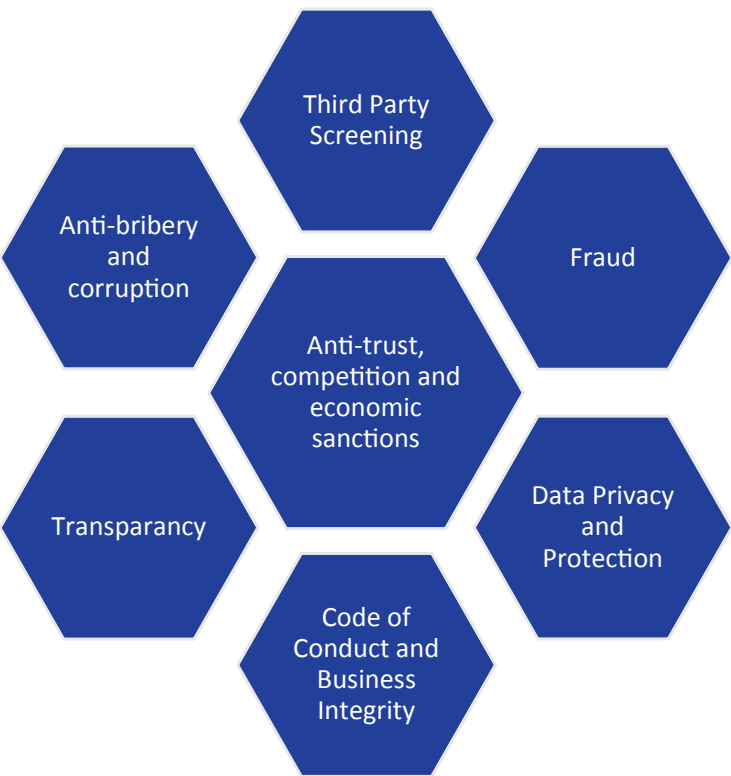 Third Party
Screening
Anti-bribery
and
corruption
Fraud
Anti-trust,
competition and
economic
sanctions
Transparancy
Data Privacy
and
Protection
Code of
Conduct and
Business
Integrity